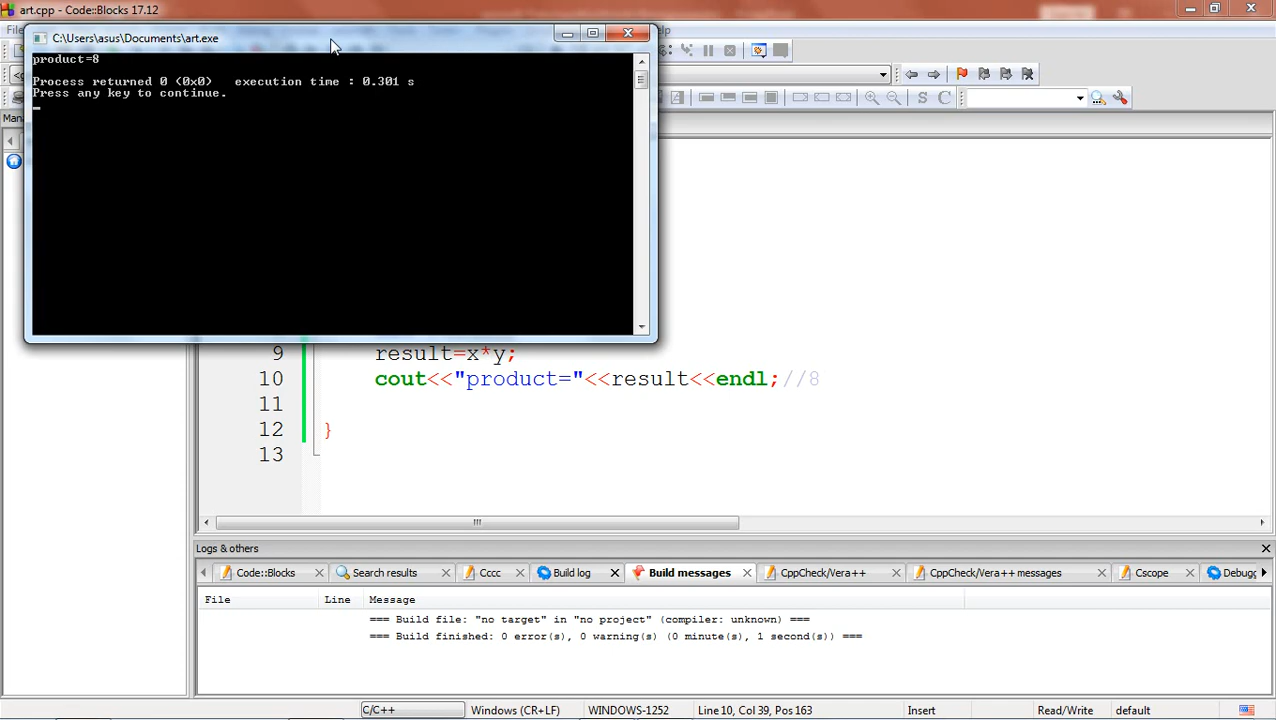 art.cpp - Code::Blocks 17.12
C:\Users\asus\Documents\art.exe
product=8
Process returned 0 (0x0)   execution time : 0.301 s
Press any key to continue.
S C
9 result=x*y;
10 cout<<"product="<<result<<endl;//8
11
12 }
13
Logs & others
Code::Blocks Search results Cccc Build log Build messages CppCheck/Vera++ CppCheck/Vera++ messages Cscope
File Line Message
=== Build file: "no target" in "no project" (compiler: unknown) ===
=== Build finished: 0 error(s), 0 warning(s) (0 minute(s), 1 second(s)) ===
C/C++ Windows (CR+LF) WINDOWS-1252 Line 10, Col 39, Pos 163 Insert Read/Write default